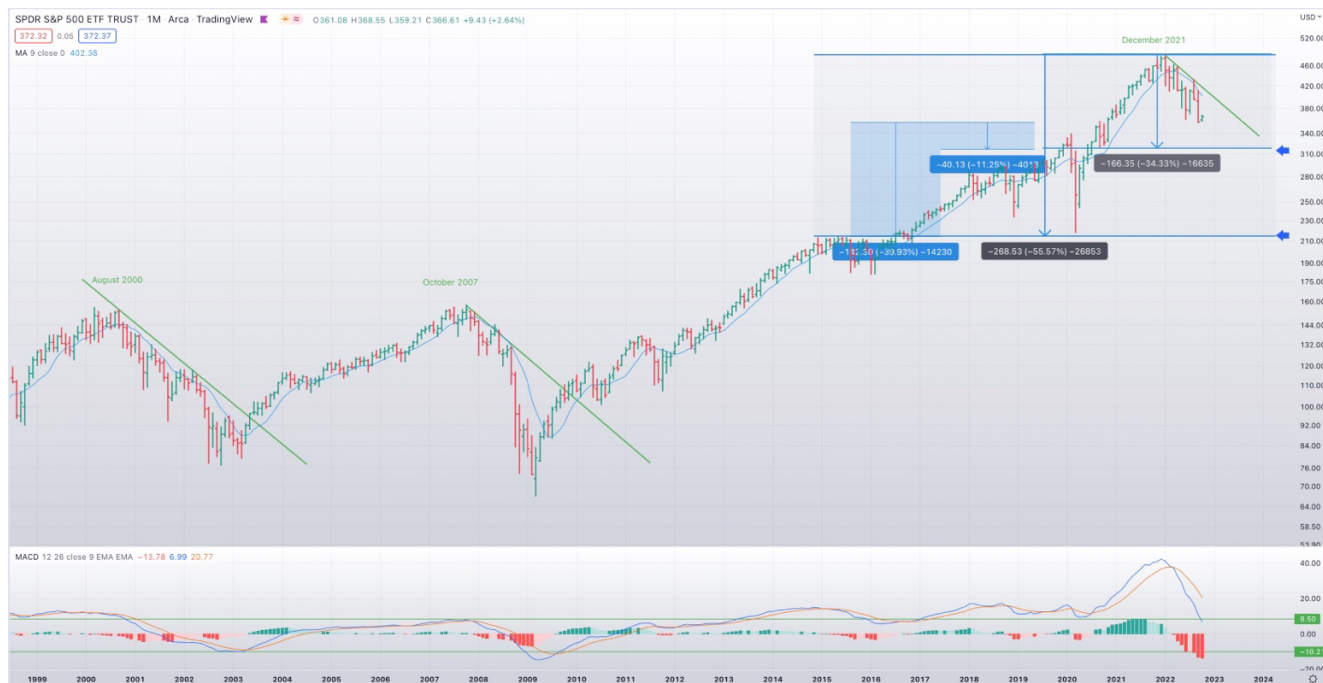 SPDR S&P 500 ETF TRUST · 1M · Arca · TradingView O361.08 H368.55 L359.21 C366.61 +9.43 (+2.64%)
USD
372.32 0.05 372.37
MA 9 close 0 402.38
December 2021
520.00
460.00
420.00
380.00
340.00
310.00
280.00
250.00
230.00
210.00
190.00
175.00
160.00
144.00
132.00
120.00
110.00
100.00
92.00
84.00
76.00
70.00
64.00
58.50
53.90
−40.13 (−11.25%) −4013
−166.35 (−34.33%) −16635
−142.30 (−39.93%) −14230
−268.53 (−55.57%) −26853
August 2000
October 2007
MACD 12 26 close 9 EMA EMA −13.78 6.99 20.77
40.00
20.00
8.50
0.00
−10.2
−20.00
1999 2000 2001 2002 2003 2004 2005 2006 2007 2008 2009 2010 2011 2012 2013 2014 2015 2016 2017 2018 2019 2020 2021 2022 2023 2024